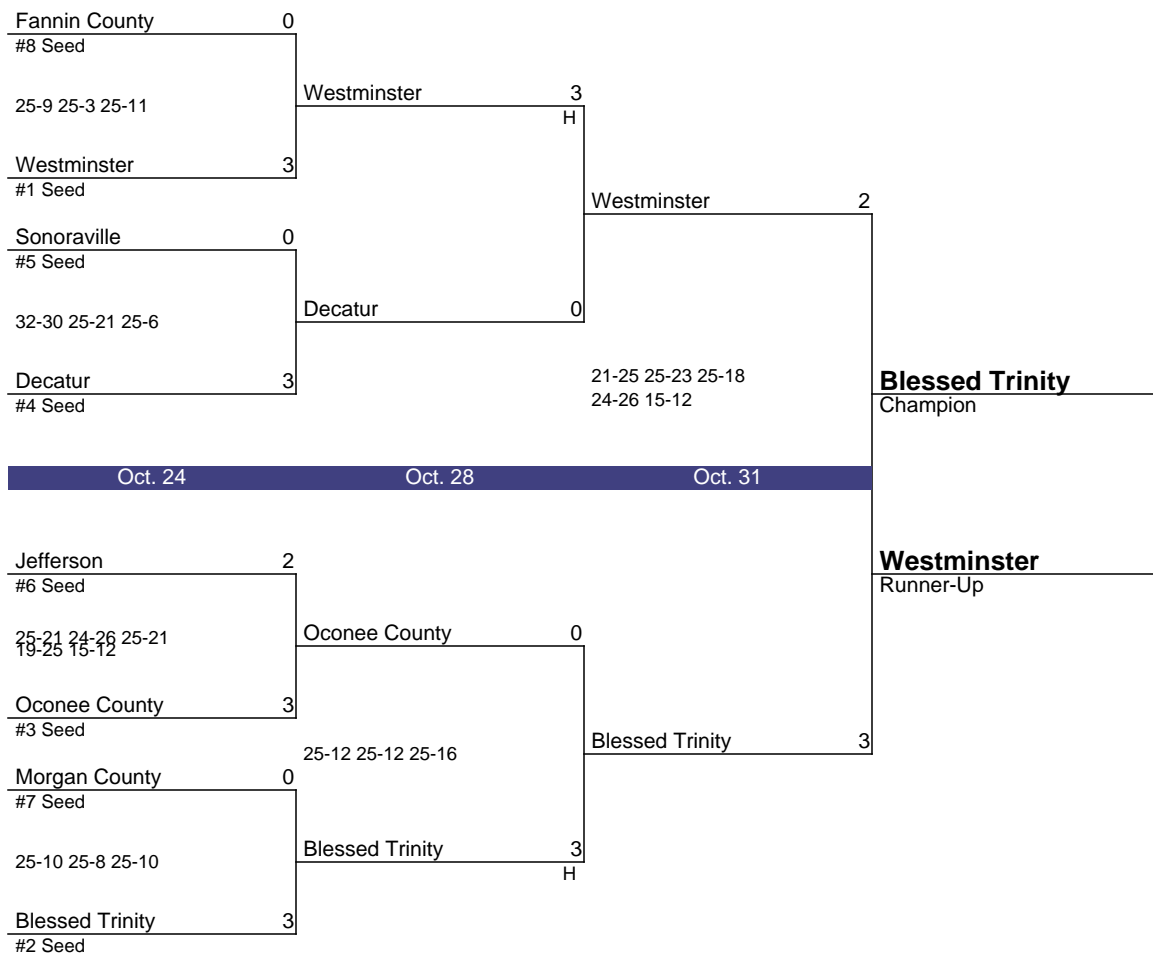 Fannin County 0
#8 Seed
25-9 25-3 25-11
Westminster 3
#1 Seed
Sonoraville 0
#5 Seed
32-30 25-21 25-6
Decatur 3
#4 Seed
Westminster 3
H
Decatur 0
Westminster 2
21-25 25-23 25-18
24-26 15-12
Blessed Trinity
Champion
Oct. 24 Oct. 28 Oct. 31
Jefferson 2
#6 Seed
25-21 24-26 25-21
19-25 15-12
Oconee County 3
#3 Seed
Morgan County 0
#7 Seed
25-10 25-8 25-10
Blessed Trinity 3
#2 Seed
Oconee County 0
25-12 25-12 25-16
Blessed Trinity 3
H
Blessed Trinity 3
Westminster
Runner-Up